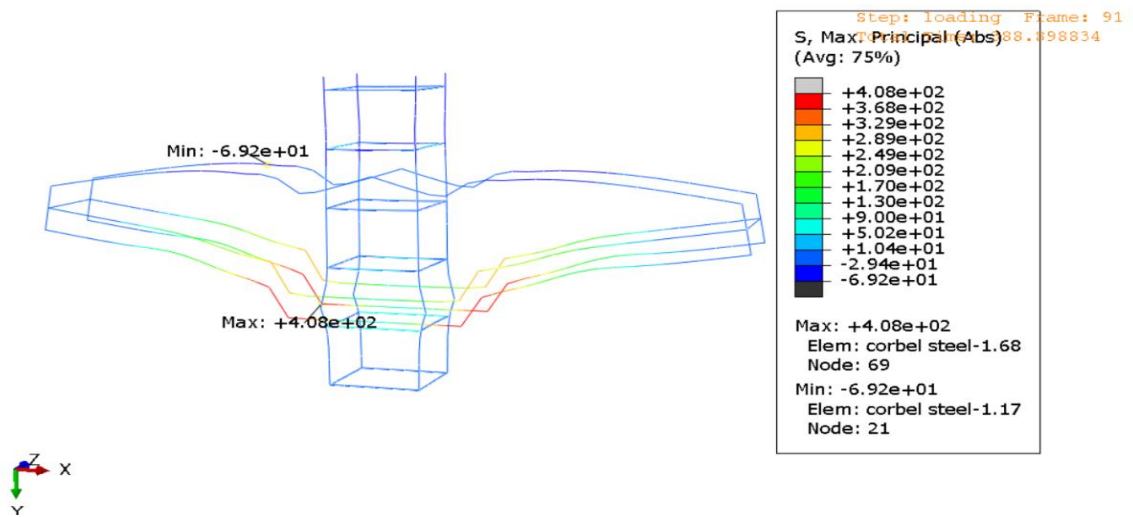 Step: loading Frame: 91
S, Max. Principal (Abs)
(Avg: 75%)
+4.08e+02
+3.68e+02
+3.29e+02
+2.89e+02
+2.49e+02
+2.09e+02
+1.70e+02
+1.30e+02
+9.00e+01
+5.02e+01
+1.04e+01
-2.94e+01
-6.92e+01
Max: +4.08e+02
Elem: corbel steel-1.68
Node: 69
Min: -6.92e+01
Elem: corbel steel-1.17
Node: 21
Min: -6.92e+01
Max: +4.08e+02
Z
X
Y